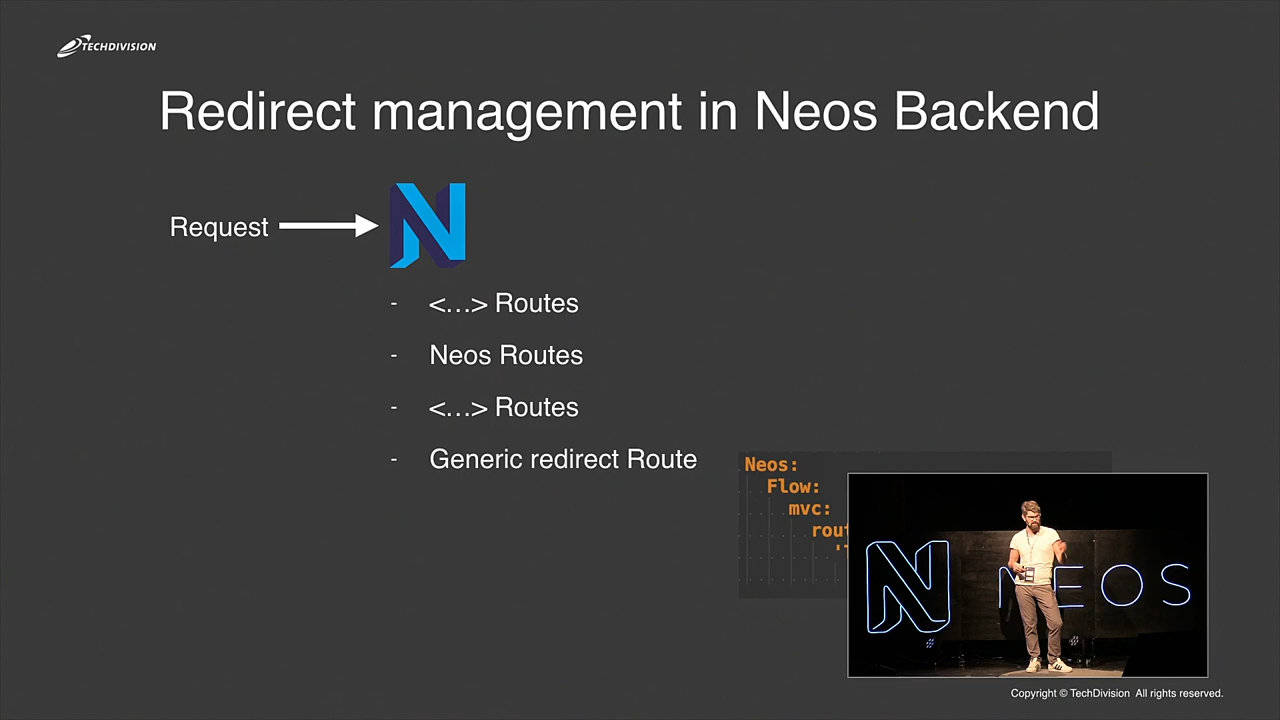 TECHDIVISION
Redirect management in Neos Backend
Request
- <…> Routes
- Neos Routes
- <…> Routes
- Generic redirect Route
Neos:
Flow:
mvc:
NEOS
Copyright © TechDivision All rights reserved.